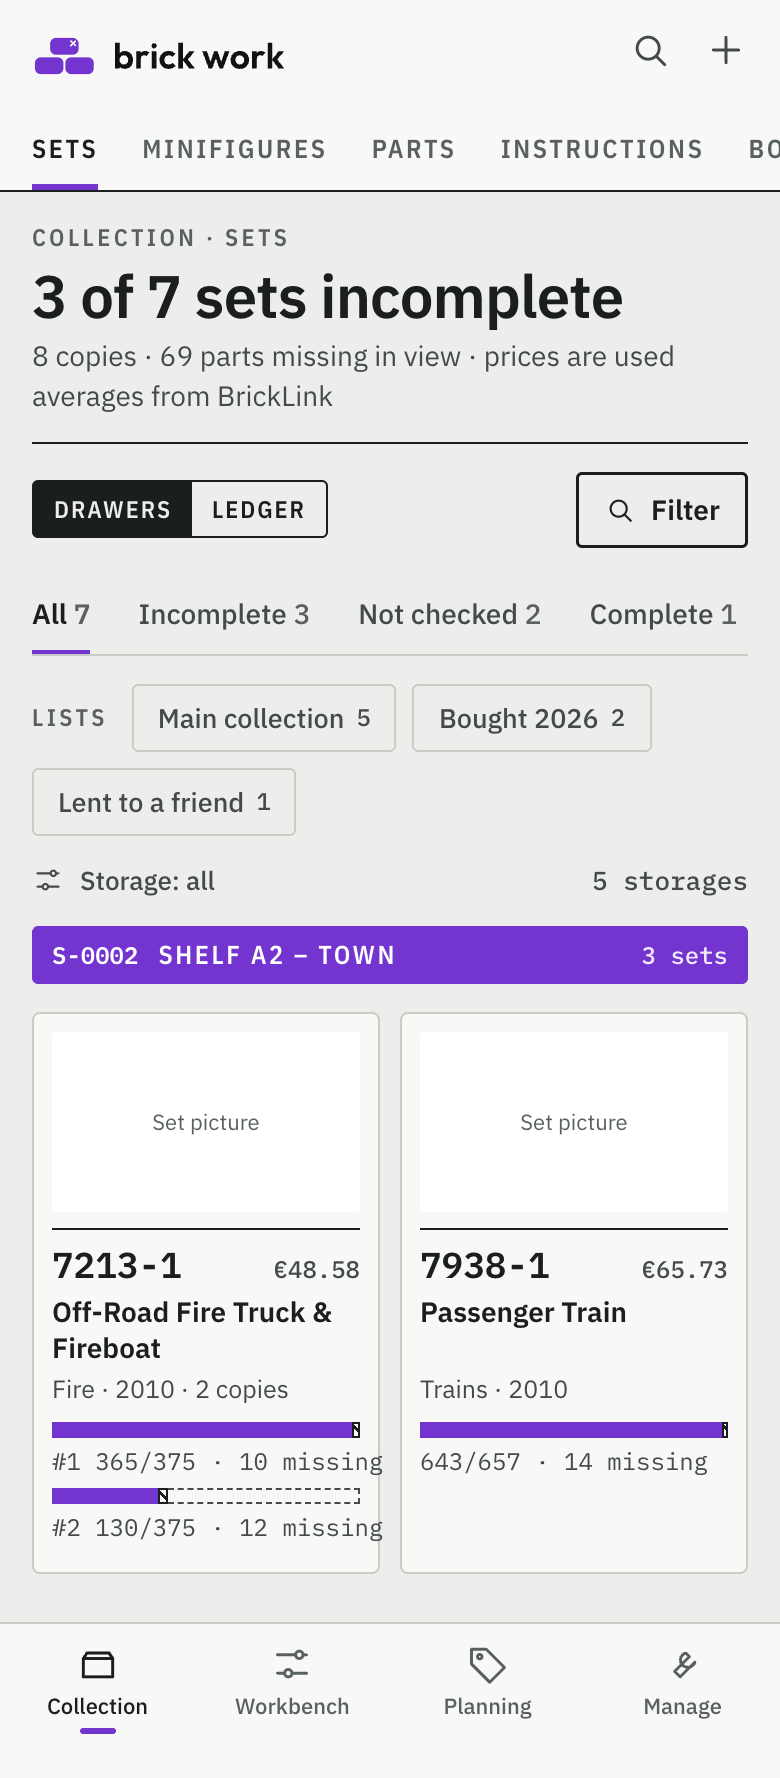 brick work
SETS MINIFIGURES PARTS INSTRUCTIONS BO
COLLECTION · SETS
3 of 7 sets incomplete
8 copies · 69 parts missing in view · prices are used
averages from BrickLink
DRAWERS LEDGER Filter
All 7 Incomplete 3 Not checked 2 Complete 1
LISTS Main collection 5 Bought 2026 2
Lent to a friend 1
Storage: all 5 storages
S-0002 SHELF A2 – TOWN 3 sets
Set picture
7213-1 €48.58
Off-Road Fire Truck &
Fireboat
Fire · 2010 · 2 copies
#1 365/375 · 10 missing
#2 130/375 · 12 missing
Set picture
7938-1 €65.73
Passenger Train
Trains · 2010
643/657 · 14 missing
Collection Workbench Planning Manage